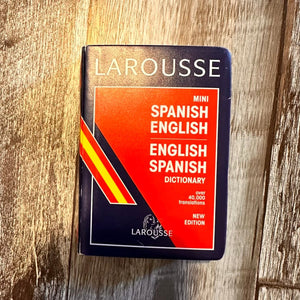 LAROUSSE
MINI
SPANISH
ENGLISH
ENGLISH
SPANISH
DICTIONARY
over
40,000
translations
NEW
EDITION
LAROUSSE